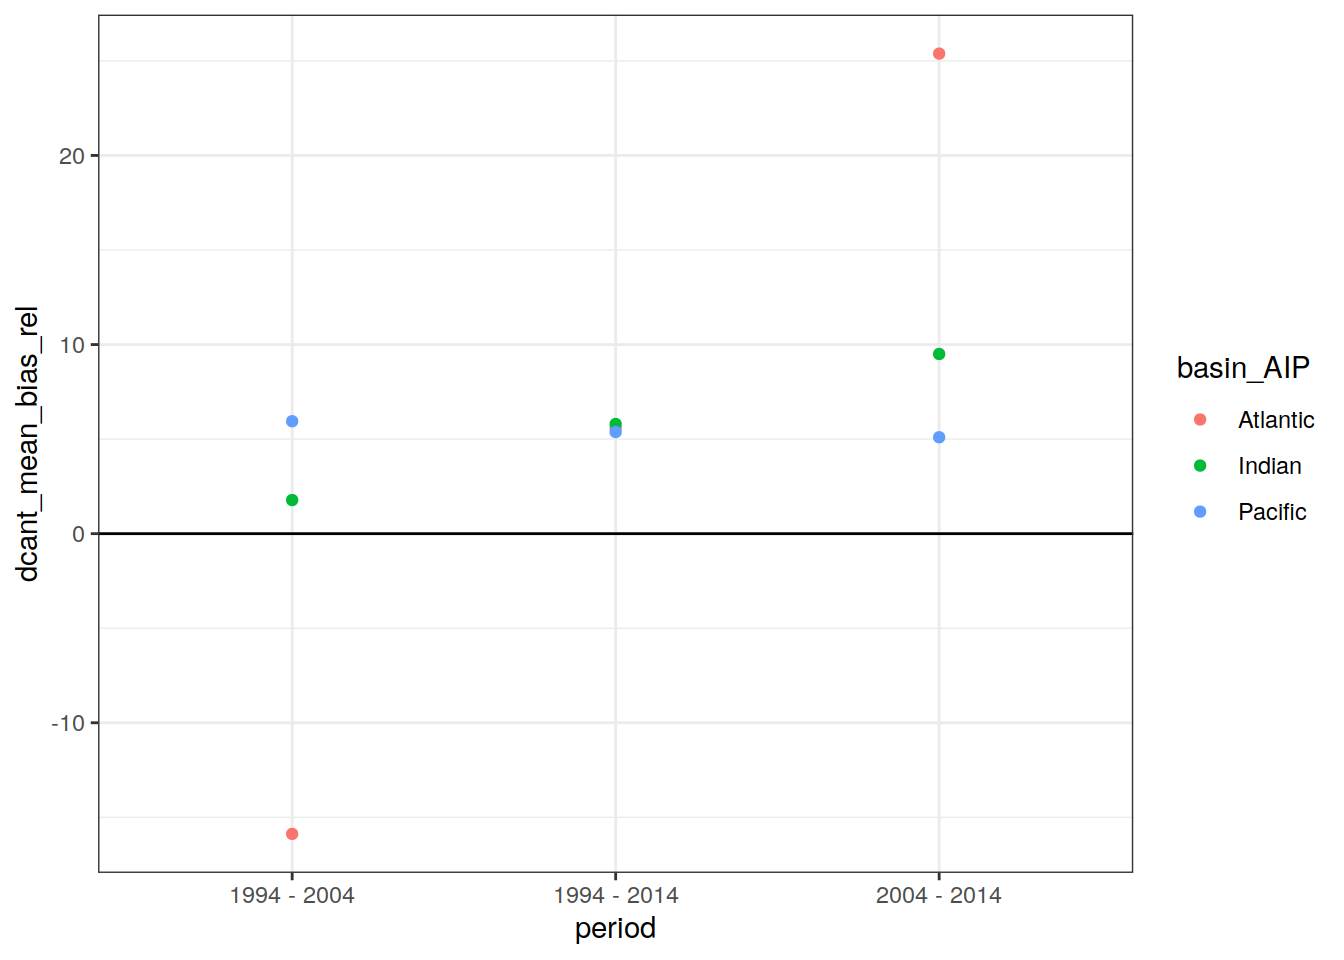 20
10
0
-10
dcant_mean_bias_rel
1994 - 2004
1994 - 2014
2004 - 2014
period
basin_AIP
Atlantic
Indian
Pacific